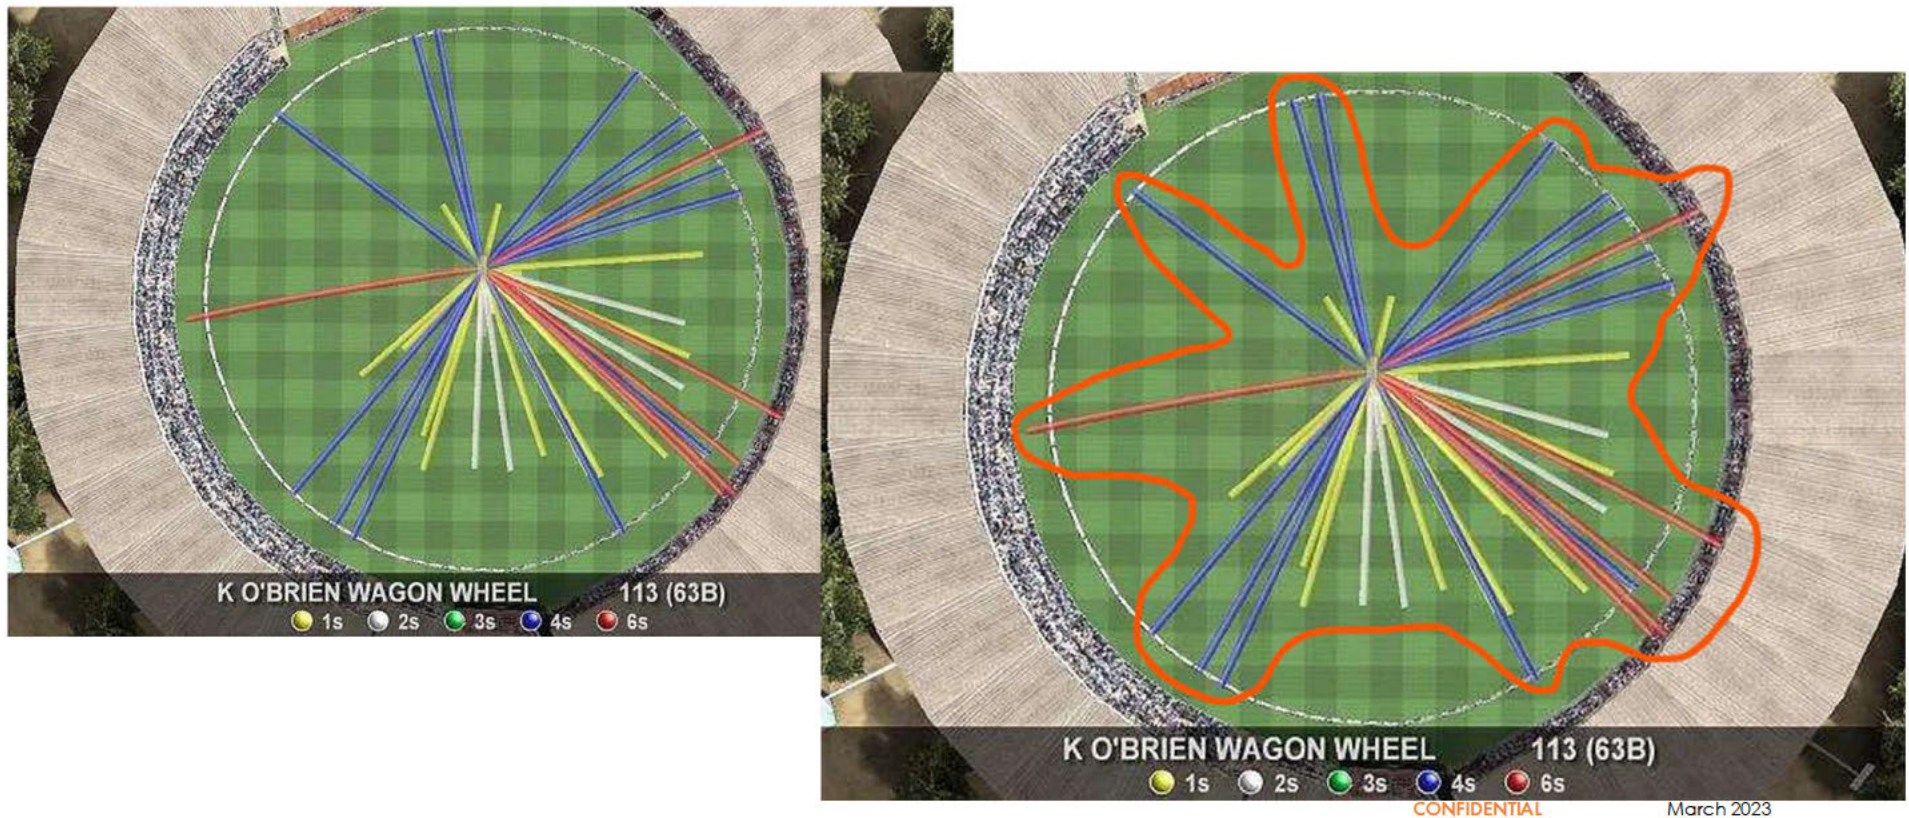 K O'BRIEN WAGON WHEEL 113 (63B)
1s 2s 3s 4s 6s
K O'BRIEN WAGON WHEEL 113 (63B)
1s 2s 3s 4s 6s
CONFIDENTIAL March 2023